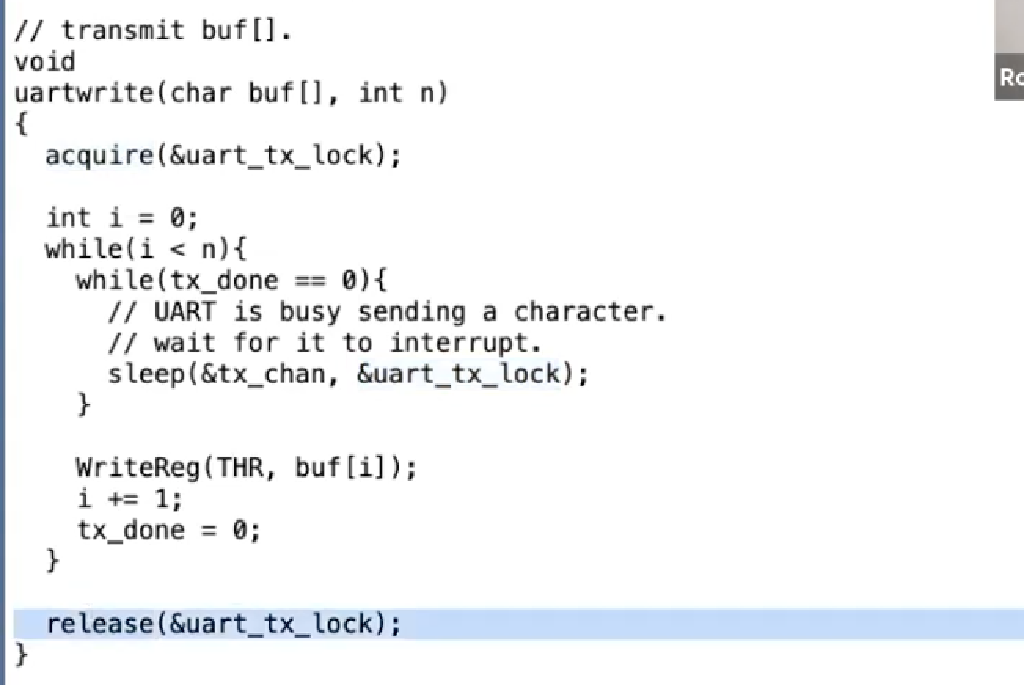 // transmit buf[].
void
uartwrite(char buf[], int n)
{
  acquire(&uart_tx_lock);

  int i = 0;
  while(i < n){
    while(tx_done == 0){
      // UART is busy sending a character.
      // wait for it to interrupt.
      sleep(&tx_chan, &uart_tx_lock);
    }

    WriteReg(THR, buf[i]);
    i += 1;
    tx_done = 0;
  }

  release(&uart_tx_lock);
}